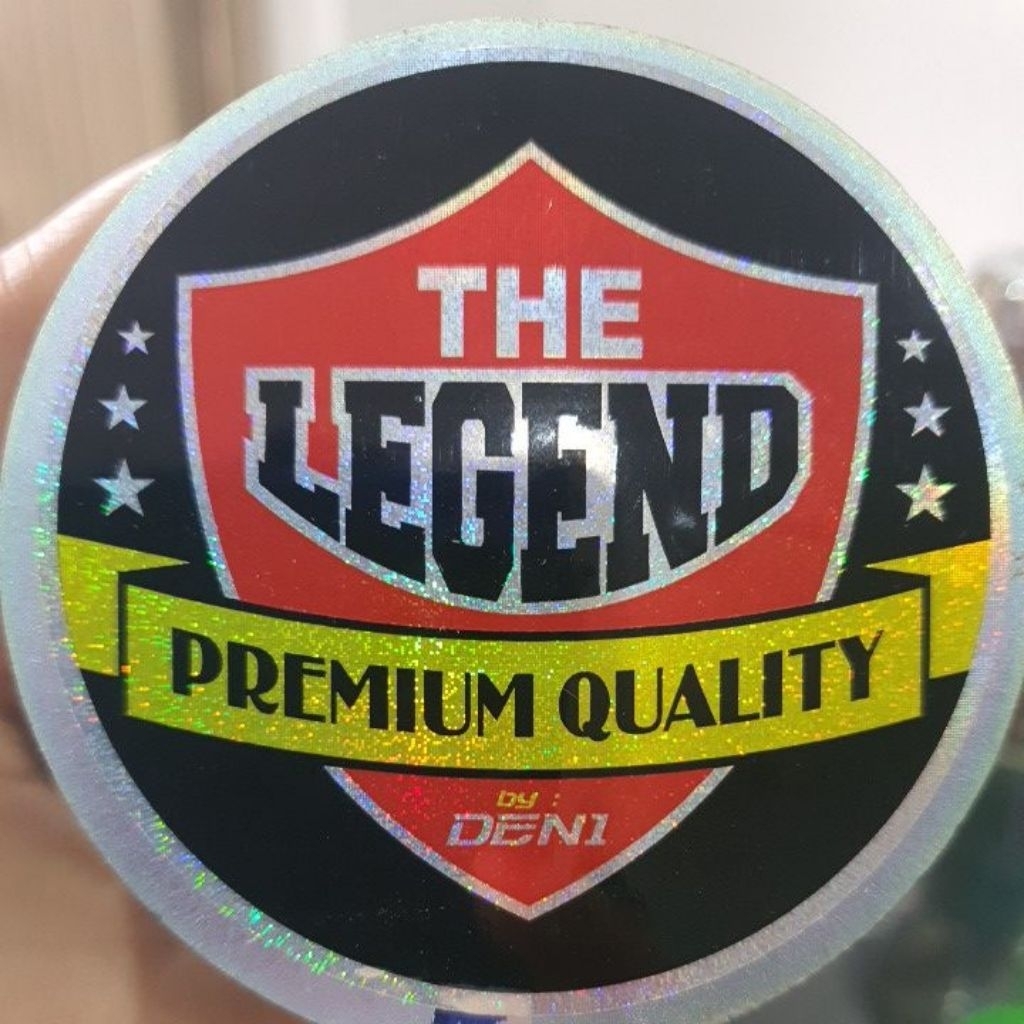 THE
LEGEND
PREMIUM QUALITY
by :
DENI